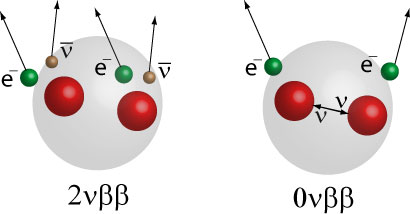 e⁻ ν̅ e⁻ ν̅
2νββ
e⁻ e⁻
ν ν
0νββ